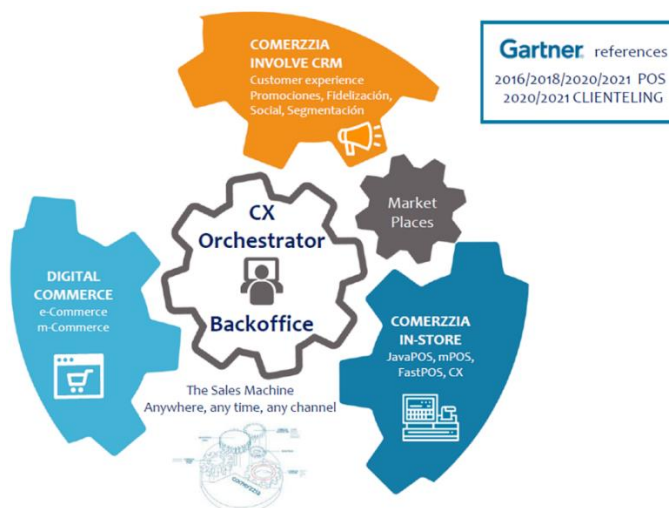 COMERZZIA
INVOLVE CRM
Customer experience
Promociones, Fidelización,
Social, Segmentación
Gartner references
2016/2018/2020/2021 POS
2020/2021 CLIENTELING
Market
Places
CX
Orchestrator
Backoffice
DIGITAL
COMMERCE
e-Commerce
m-Commerce
COMERZZIA
IN-STORE
JavaPOS, mPOS,
FastPOS, CX
The Sales Machine
Anywhere, any time, any channel
comerzzia